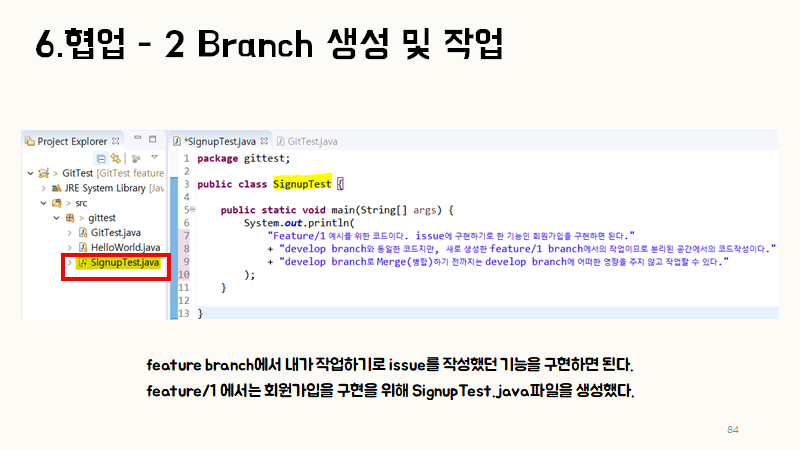 6.협업 - 2 Branch 생성 및 작업
Project Explorer
*SignupTest.java
GitTest.java
GitTest [GitTest feature
JRE System Library [Jav
src
gittest
GitTest.java
HelloWorld.java
SignupTest.java
1 package gittest;
2
3 public class SignupTest {
4
5 public static void main(String[] args) {
6 System.out.println(
7 "Feature/1 예시를 위한 코드이다. issue에 구현하기로 한 기능인 회원가입을 구현하면 된다."
8 + "develop branch와 동일한 코드지만, 새로 생성한 feature/1 branch에서의 작업이므로 분리된 공간에서의 코드작성이다."
9 + "develop branch로 Merge(병합)하기 전까지는 develop branch에 어떠한 영향을 주지 않고 작업할 수 있다."
10 );
11 }
12
13 }
feature branch에서 내가 작업하기로 issue를 작성했던 기능을 구현하면 된다.
feature/1 에서는 회원가입을 구현을 위해 SignupTest.java파일을 생성했다.
84